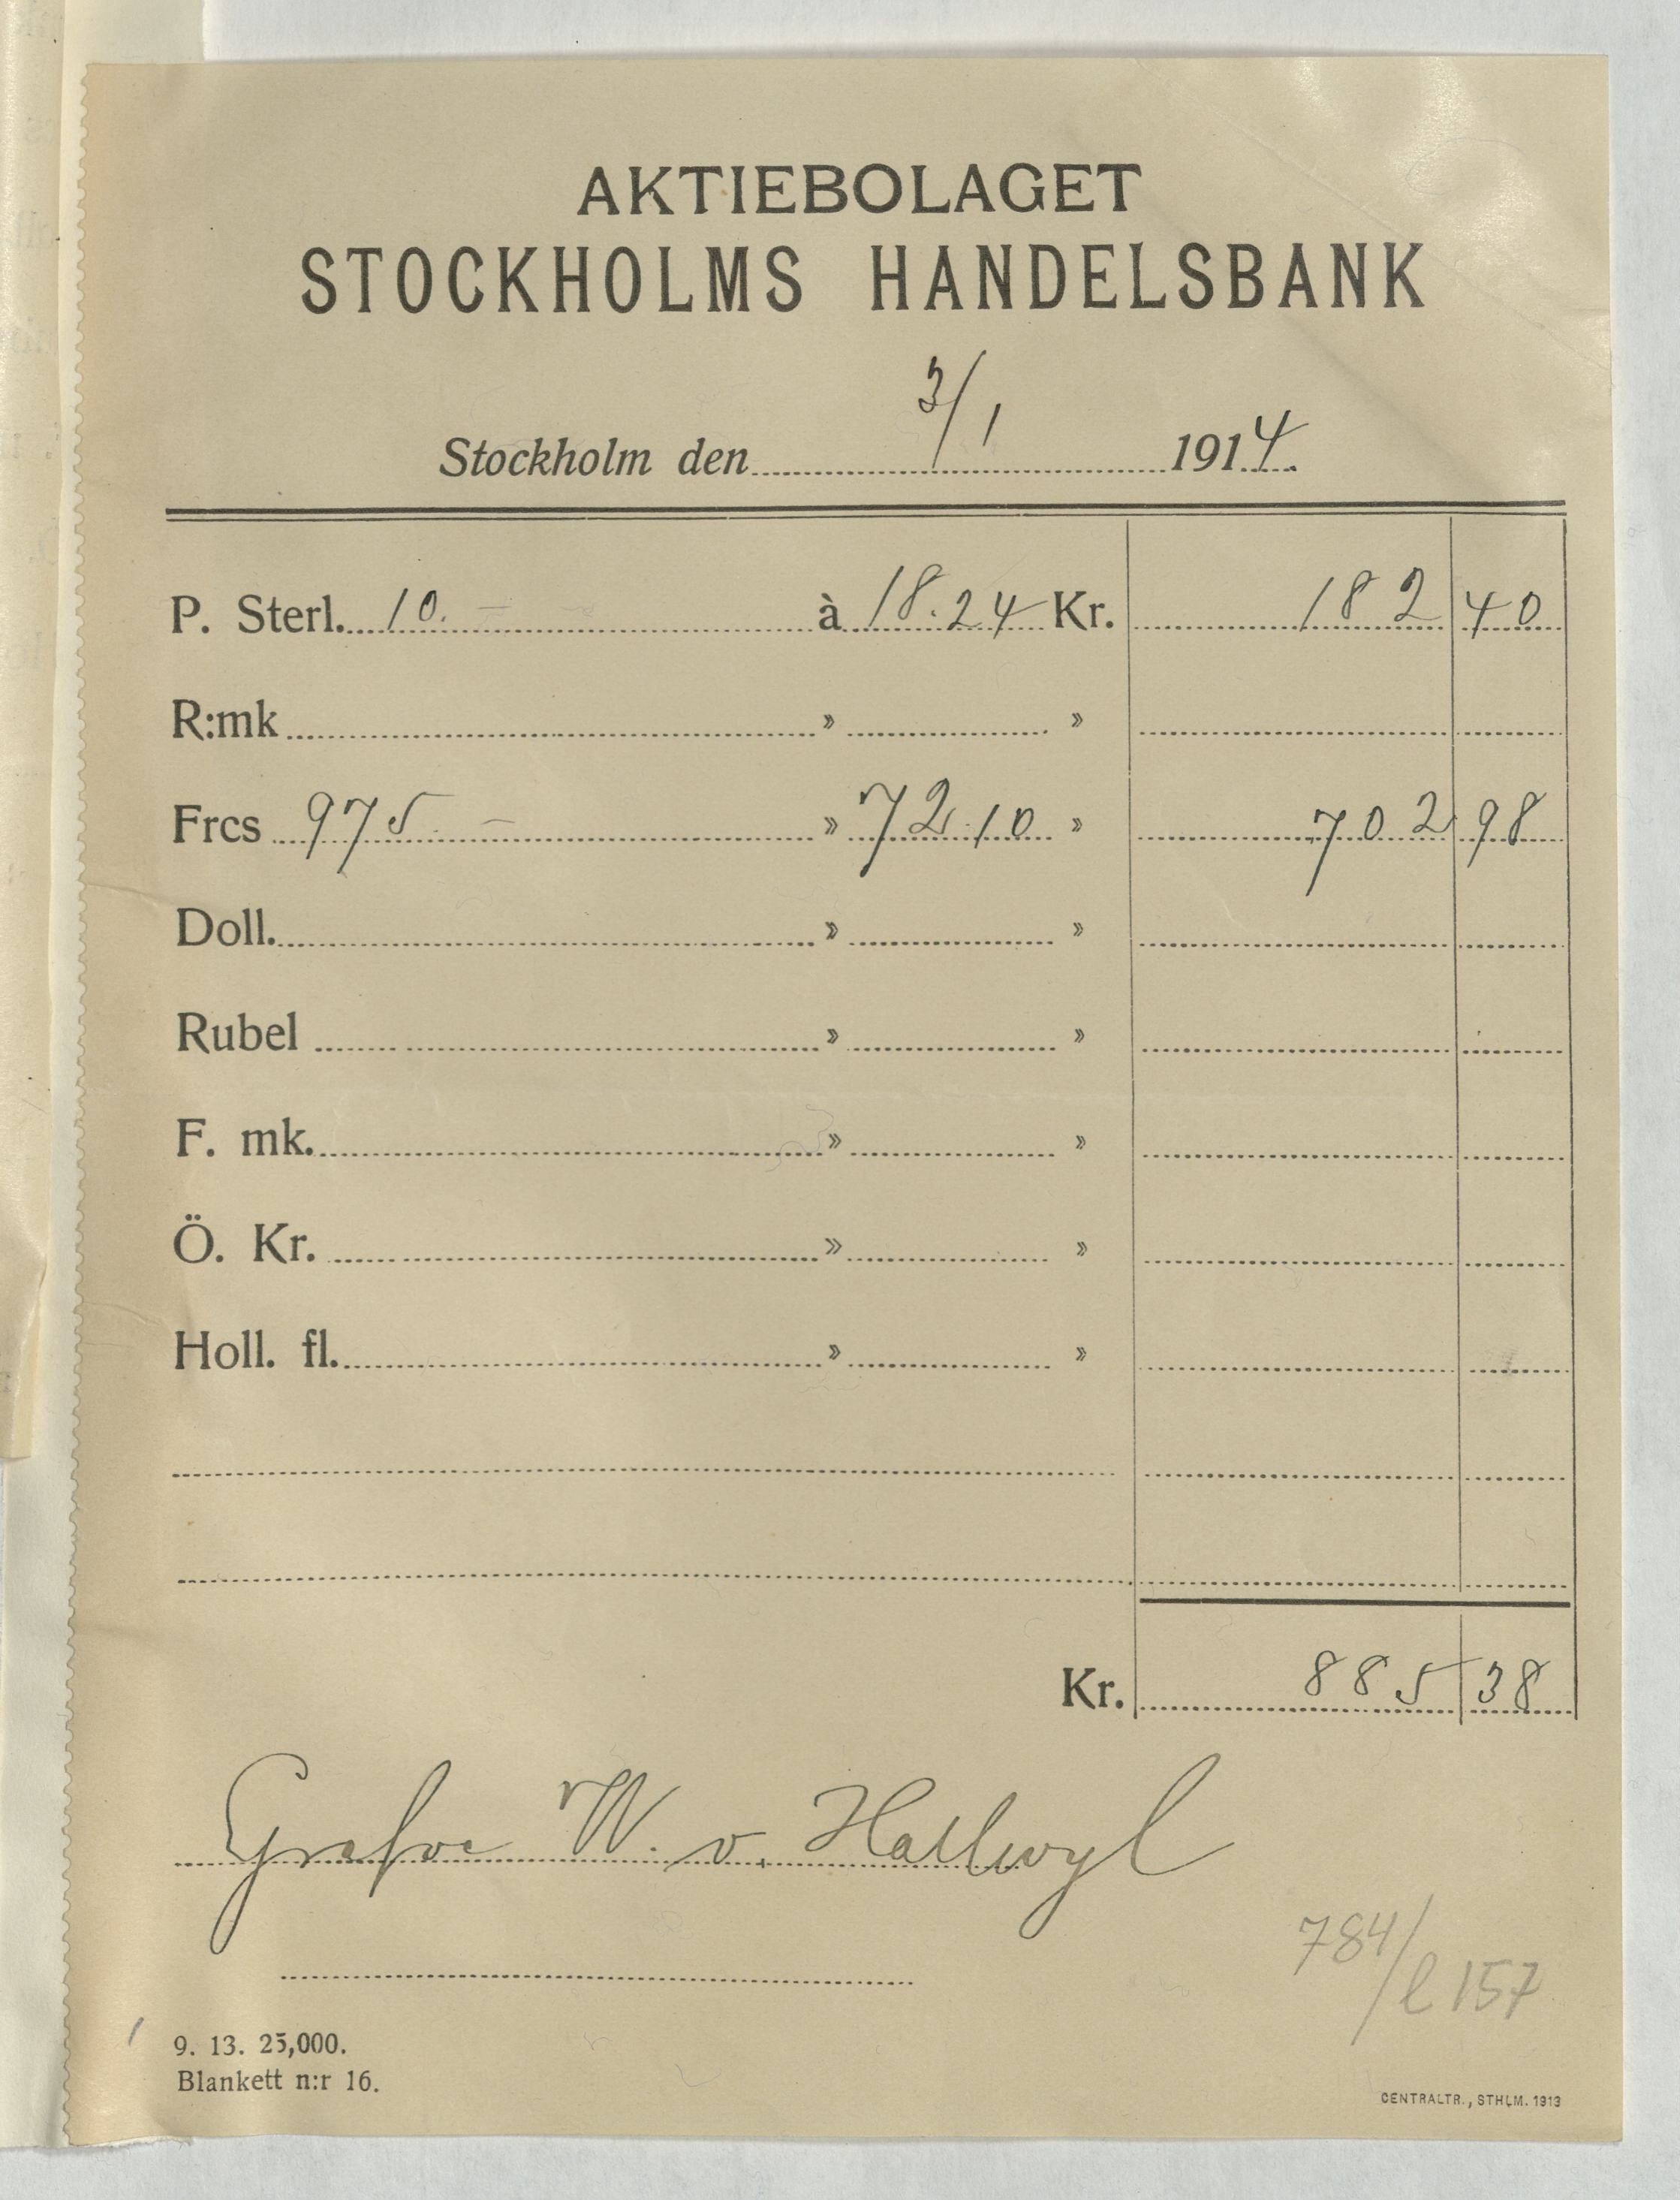 AKTIEBOLAGET
STOCKHOLMS HANDELSBANK
Stockholm den 3/1 1914.
P. Sterl. 10.— à 18.24 Kr. 182 40
R:mk » »
Frcs 975.— » 72.10 » 702 98
Doll. » »
Rubel » »
F. mk. » »
Ö. Kr. » »
Holl. fl. » »
Kr. 885 38
Grefve W. v. Hallwyl
784/l 157
9. 13. 25,000.
Blankett n:r 16.
CENTRALTR., STHLM. 1913